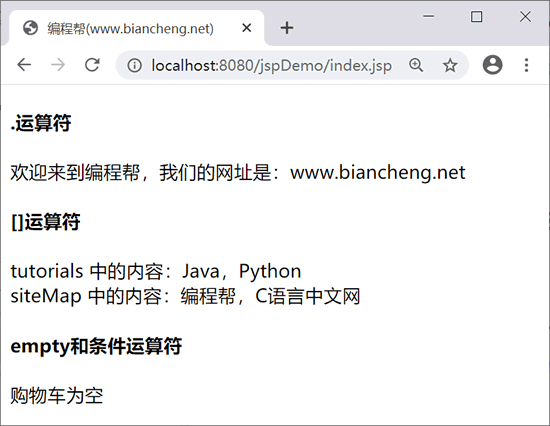 编程帮(www.biancheng.net)
localhost:8080/jspDemo/index.jsp
.运算符
欢迎来到编程帮，我们的网址是：www.biancheng.net
[]运算符
tutorials 中的内容：Java，Python
siteMap 中的内容：编程帮，C语言中文网
empty和条件运算符
购物车为空